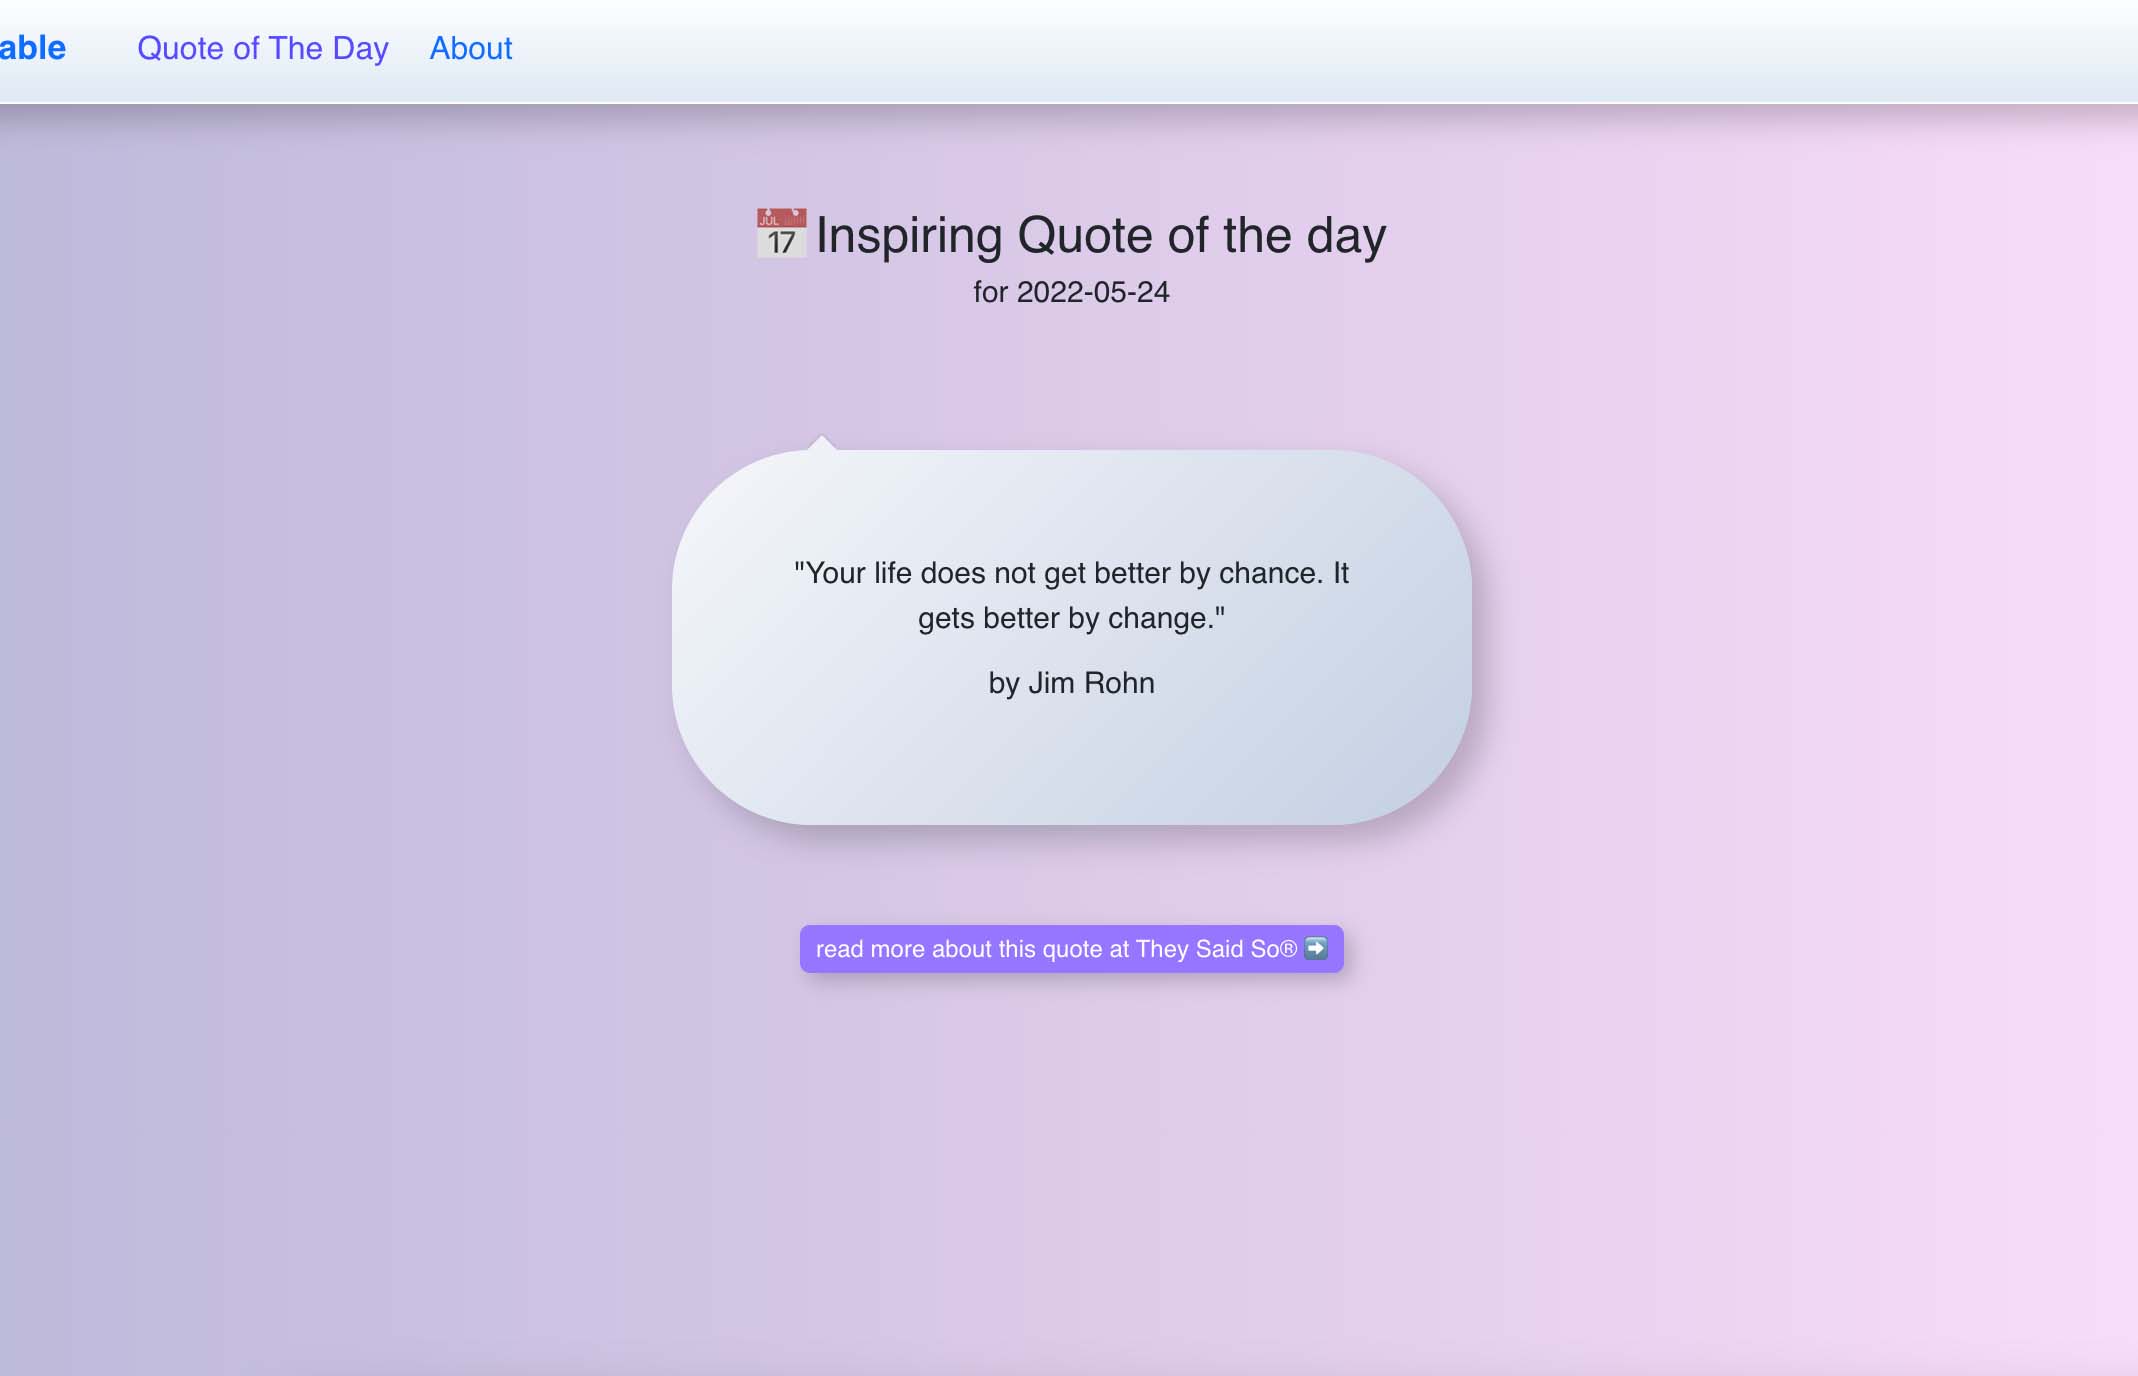 able Quote of The Day About
📅Inspiring Quote of the day
for 2022-05-24
"Your life does not get better by chance. It
gets better by change."
by Jim Rohn
read more about this quote at They Said So® ➡️